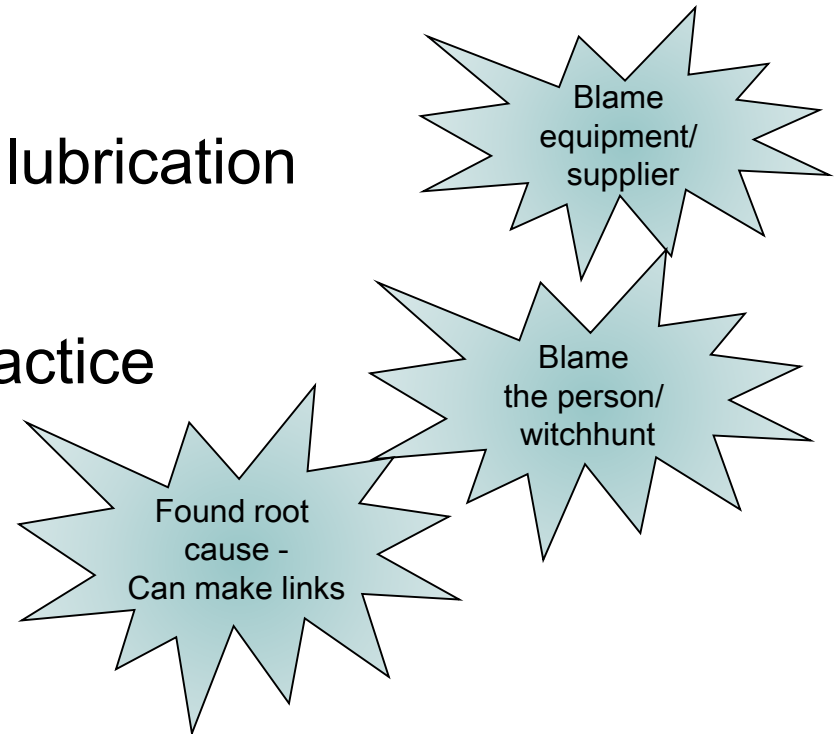 lubrication
Blame
equipment/
supplier
actice
Blame
the person/
witchhunt
Found root
cause -
Can make links